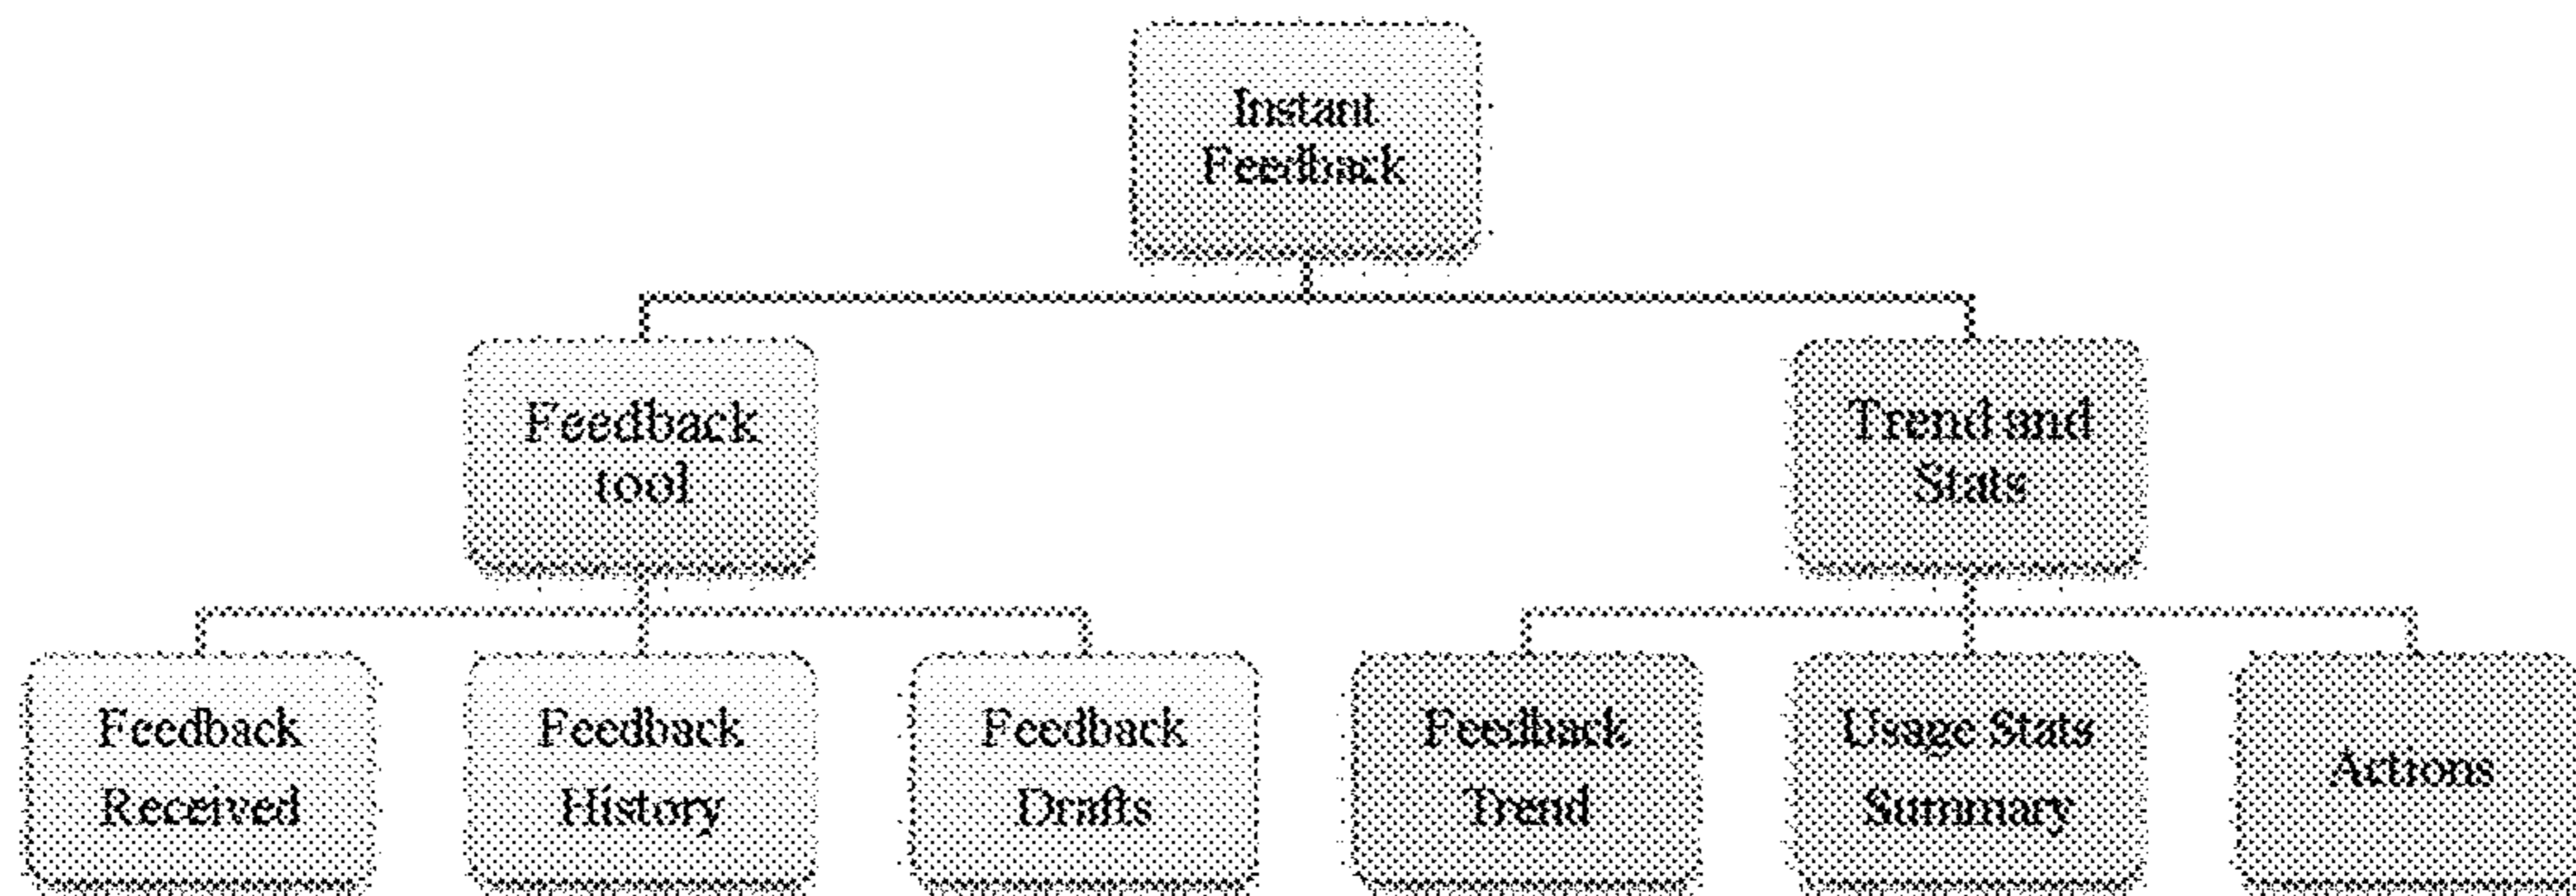 Instant
Feedback
Feedback
tool
Trend and
Stats
Feedback
Received
Feedback
History
Feedback
Drafts
Feedback
Trend
Usage Stats
Summary
Actions